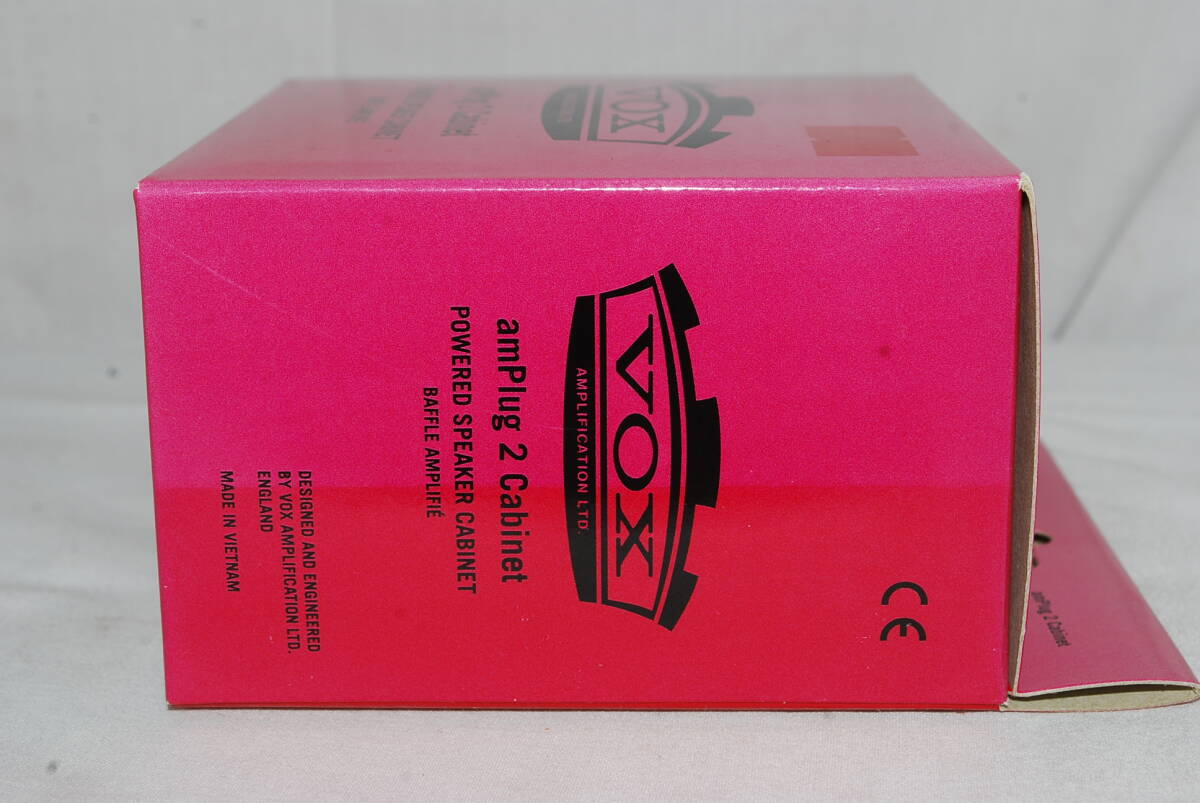 VOX
AMPLIFICATION LTD.
amPlug 2 Cabinet
POWERED SPEAKER CABINET
BAFFLE AMPLIFIÉ
DESIGNED AND ENGINEERED
BY VOX AMPLIFICATION LTD.
ENGLAND
MADE IN VIETNAM
CE
VOX
amPlug 2 Cabinet